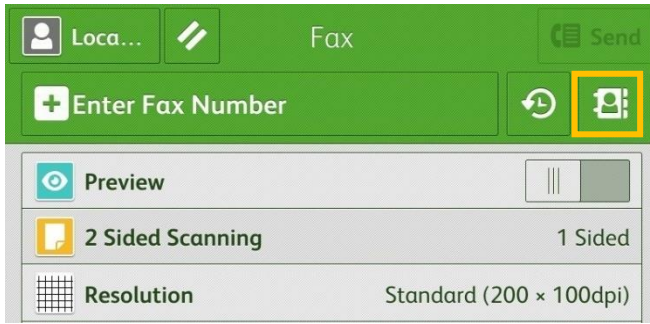 Loca... Fax Send
Enter Fax Number
Preview
2 Sided Scanning 1 Sided
Resolution Standard (200 × 100dpi)